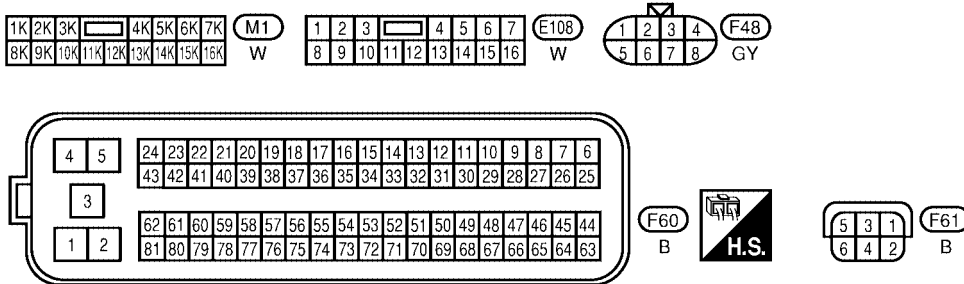 1K 2K 3K 4K 5K 6K 7K M1
8K 9K 10K 11K 12K 13K 14K 15K 16K W
1 2 3 4 5 6 7 E108
8 9 10 11 12 13 14 15 16 W
1 2 3 4 F48
5 6 7 8 GY
4 5
3
1 2
24 23 22 21 20 19 18 17 16 15 14 13 12 11 10 9 8 7 6
43 42 41 40 39 38 37 36 35 34 33 32 31 30 29 28 27 26 25
62 61 60 59 58 57 56 55 54 53 52 51 50 49 48 47 46 45 44
81 80 79 78 77 76 75 74 73 72 71 70 69 68 67 66 65 64 63
F60
B
H.S.
5 3 1 F61
6 4 2 B